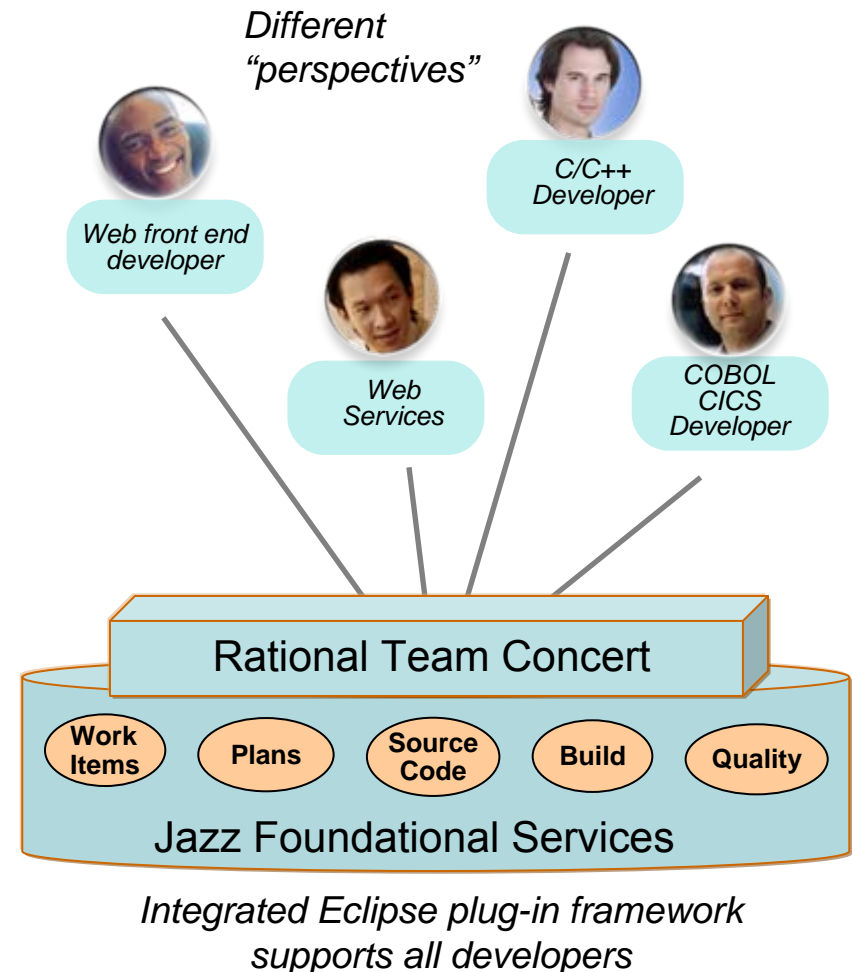 Different
“perspectives”
C/C++
Developer
Web front end
developer
Web
Services
COBOL
CICS
Developer
Rational Team Concert
Work
Items
Plans
Source
Code
Build
Quality
Jazz Foundational Services
Integrated Eclipse plug-in framework
supports all developers